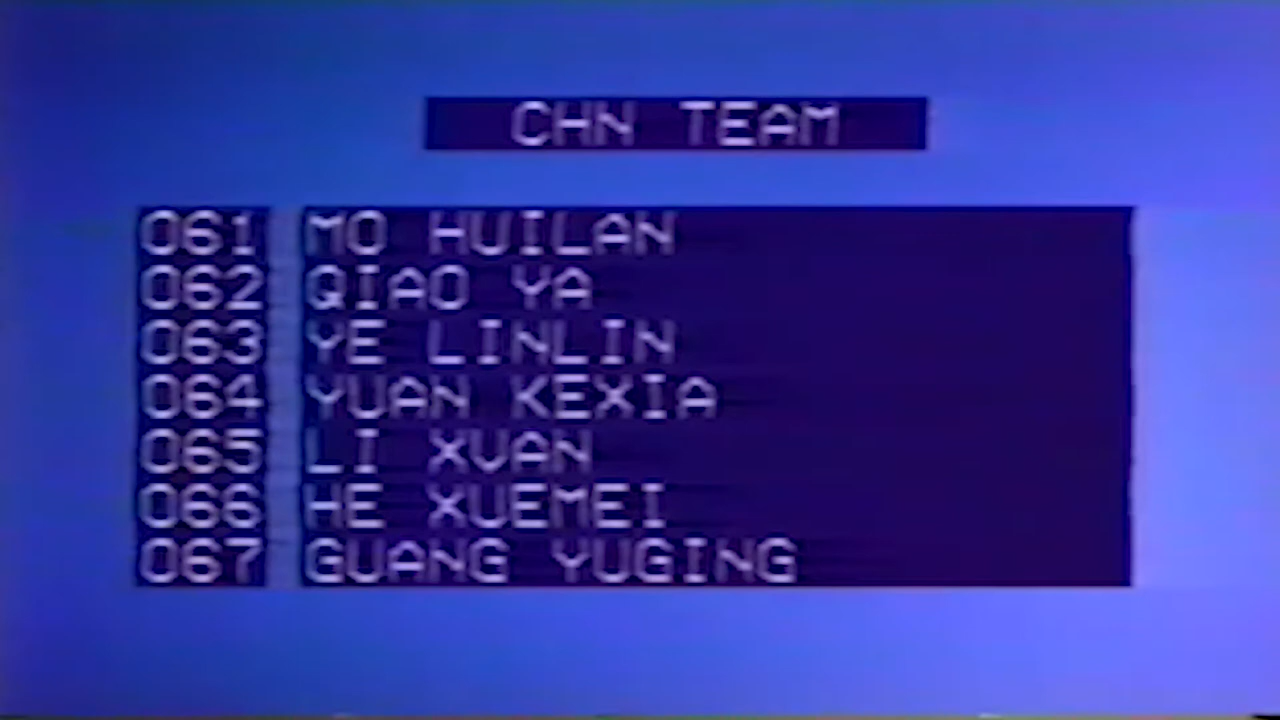 CHN TEAM
061 MO HUILAN
062 QIAO YA
063 YE LINLIN
064 YUAN KEXIA
065 LI XUAN
066 HE XUEMEI
067 GUANG YUGING